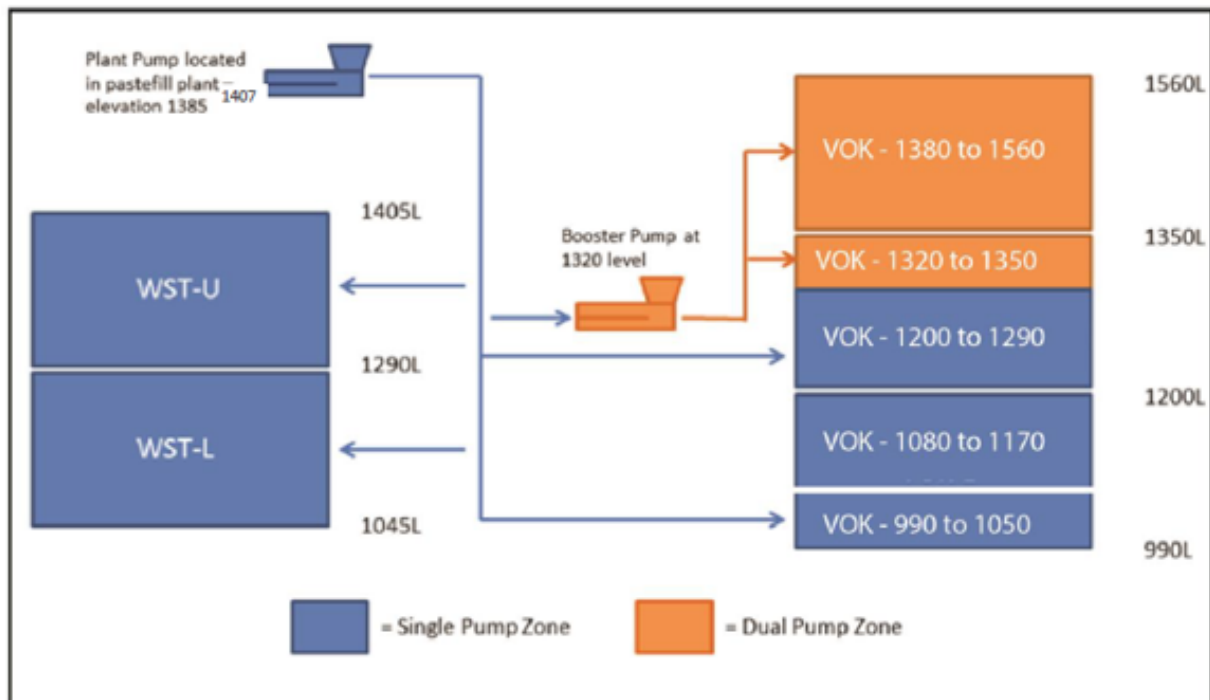 Plant Pump located
in pastefill plant –
elevation 1385 1407
1560L
VOK - 1380 to 1560
1405L
Booster Pump at
1320 level
1350L
VOK - 1320 to 1350
WST-U
VOK - 1200 to 1290
1290L
1200L
WST-L
VOK - 1080 to 1170
1045L
VOK - 990 to 1050
990L
= Single Pump Zone
= Dual Pump Zone